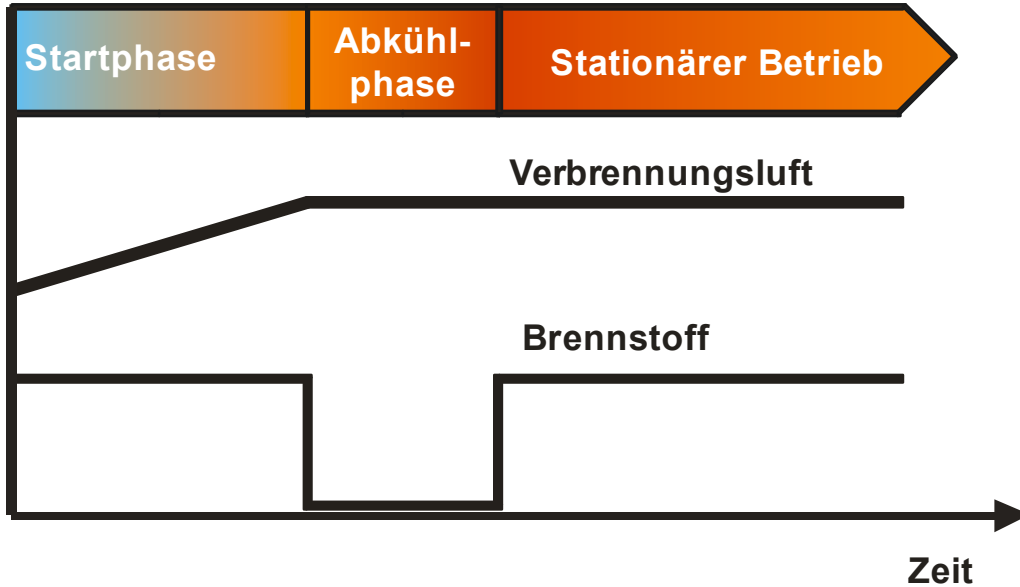 Startphase
Abkühl-
phase
Stationärer Betrieb
Verbrennungsluft
Brennstoff
Zeit